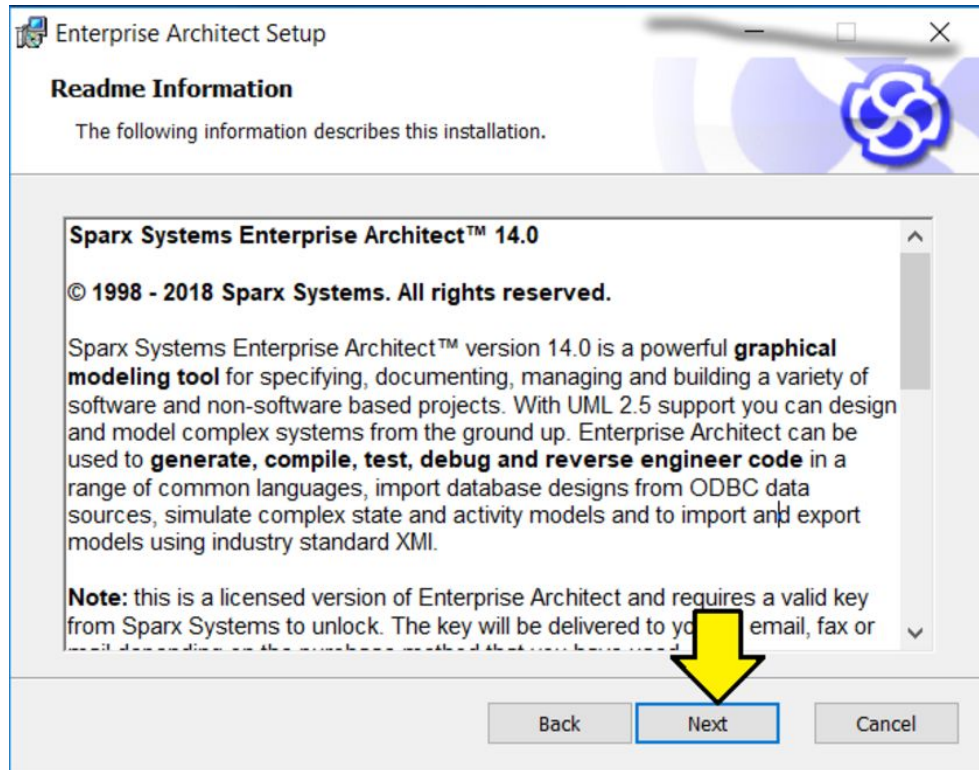 Enterprise Architect Setup
Readme Information
The following information describes this installation.
Sparx Systems Enterprise Architect™ 14.0
© 1998 - 2018 Sparx Systems. All rights reserved.
Sparx Systems Enterprise Architect™ version 14.0 is a powerful graphical
modeling tool for specifying, documenting, managing and building a variety of
software and non-software based projects. With UML 2.5 support you can design
and model complex systems from the ground up. Enterprise Architect can be
used to generate, compile, test, debug and reverse engineer code in a
range of common languages, import database designs from ODBC data
sources, simulate complex state and activity models and to import and export
models using industry standard XMI.
Note: this is a licensed version of Enterprise Architect and requires a valid key
from Sparx Systems to unlock. The key will be delivered to email, fax or
Back Next Cancel